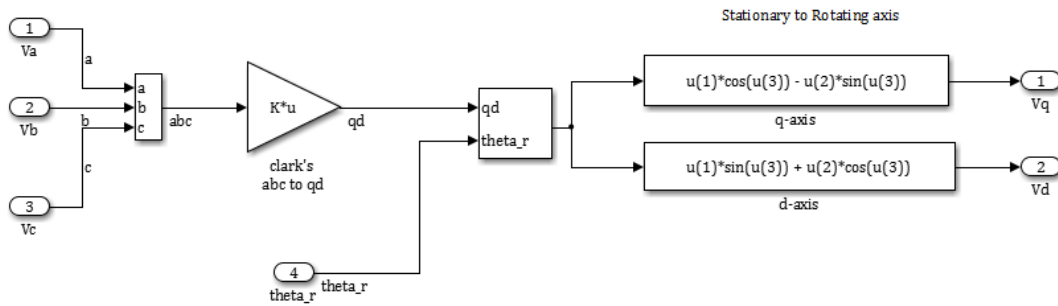 Stationary to Rotating axis
1
Va
a
2
Vb
b
3
Vc
c
a
b
c
abc
K*u
clark's
abc to qd
qd
qd
theta_r
4
theta_r
theta_r
u(1)*cos(u(3)) - u(2)*sin(u(3))
q-axis
u(1)*sin(u(3)) + u(2)*cos(u(3))
d-axis
1
Vq
2
Vd